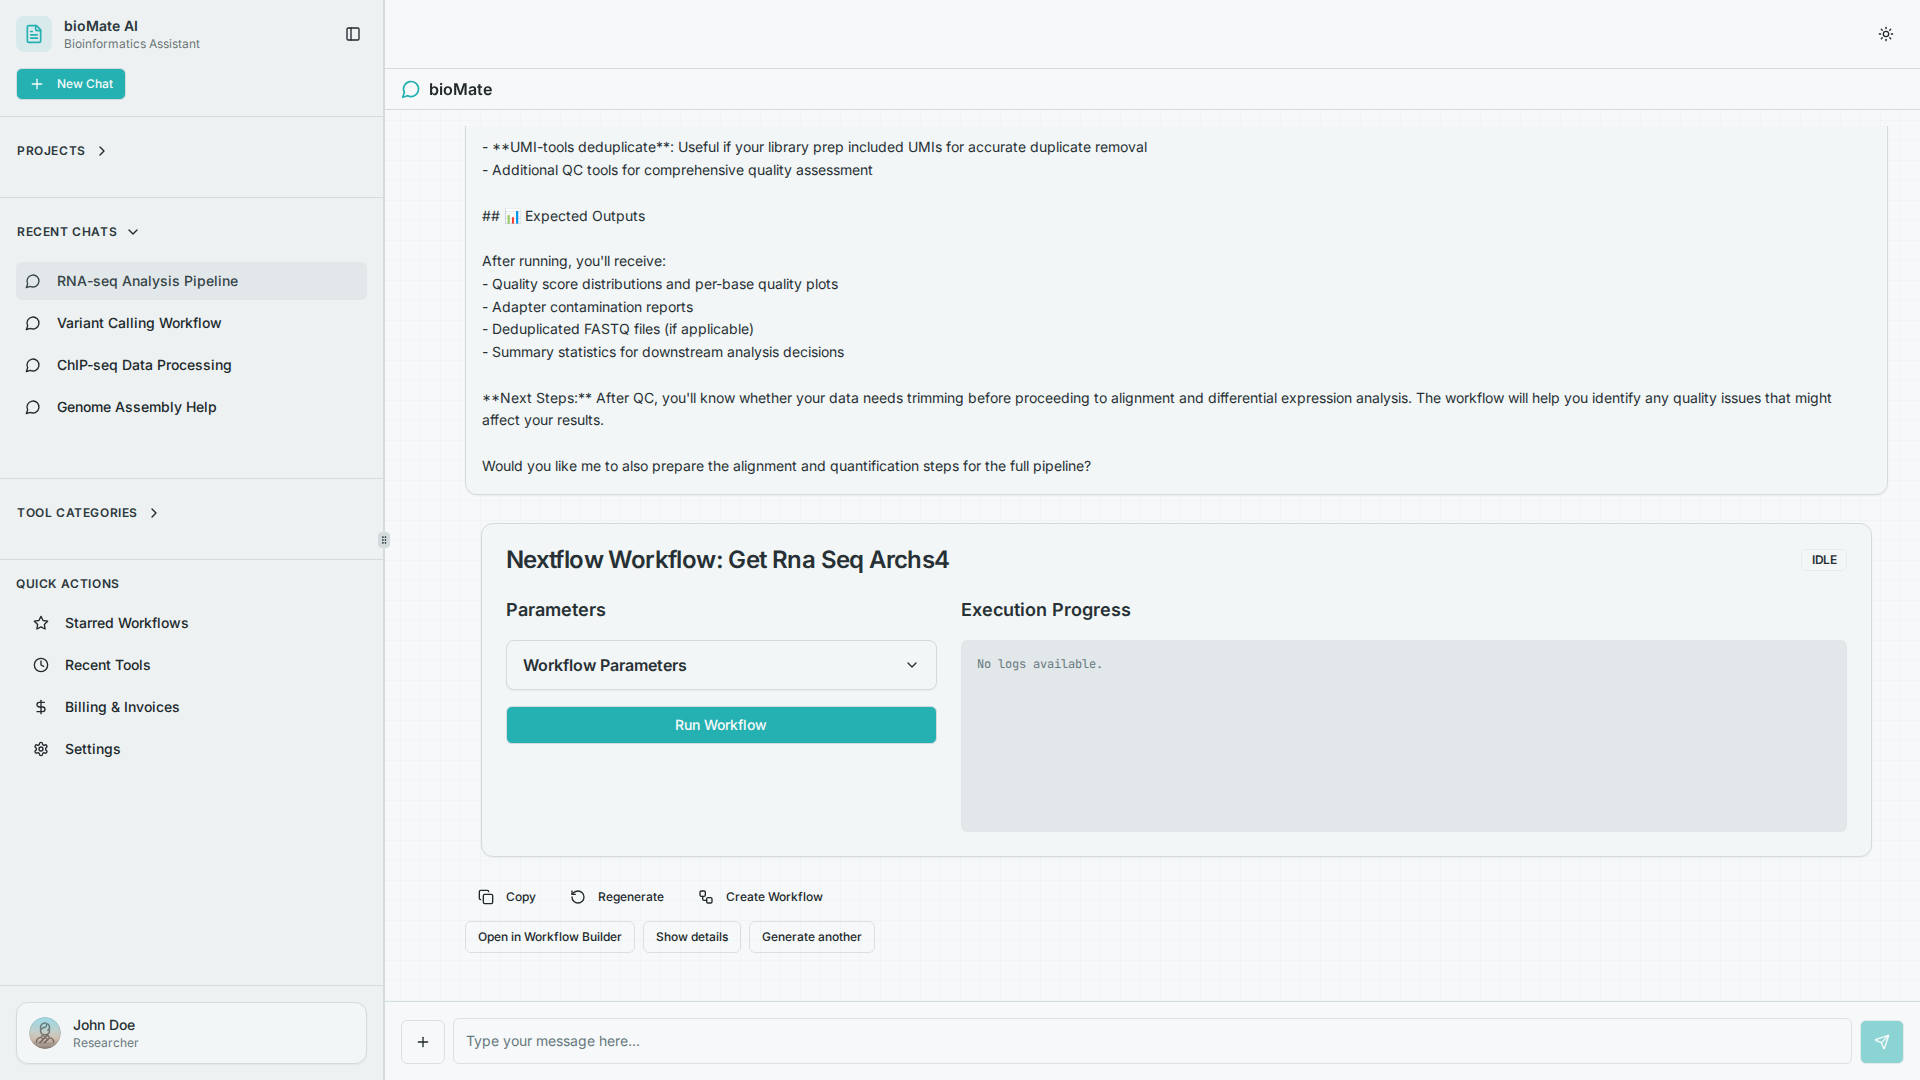 bioMate AI
Bioinformatics Assistant
New Chat
PROJECTS
RECENT CHATS
RNA-seq Analysis Pipeline
Variant Calling Workflow
ChIP-seq Data Processing
Genome Assembly Help
TOOL CATEGORIES
QUICK ACTIONS
Starred Workflows
Recent Tools
Billing & Invoices
Settings
John Doe
Researcher
bioMate
- **UMI-tools deduplicate**: Useful if your library prep included UMIs for accurate duplicate removal
- Additional QC tools for comprehensive quality assessment
## 📊 Expected Outputs
After running, you'll receive:
- Quality score distributions and per-base quality plots
- Adapter contamination reports
- Deduplicated FASTQ files (if applicable)
- Summary statistics for downstream analysis decisions
**Next Steps:** After QC, you'll know whether your data needs trimming before proceeding to alignment and differential expression analysis. The workflow will help you identify any quality issues that might
affect your results.
Would you like me to also prepare the alignment and quantification steps for the full pipeline?
Nextflow Workflow: Get Rna Seq Archs4
IDLE
Parameters
Workflow Parameters
Run Workflow
Execution Progress
No logs available.
Copy
Regenerate
Create Workflow
Open in Workflow Builder
Show details
Generate another
Type your message here...